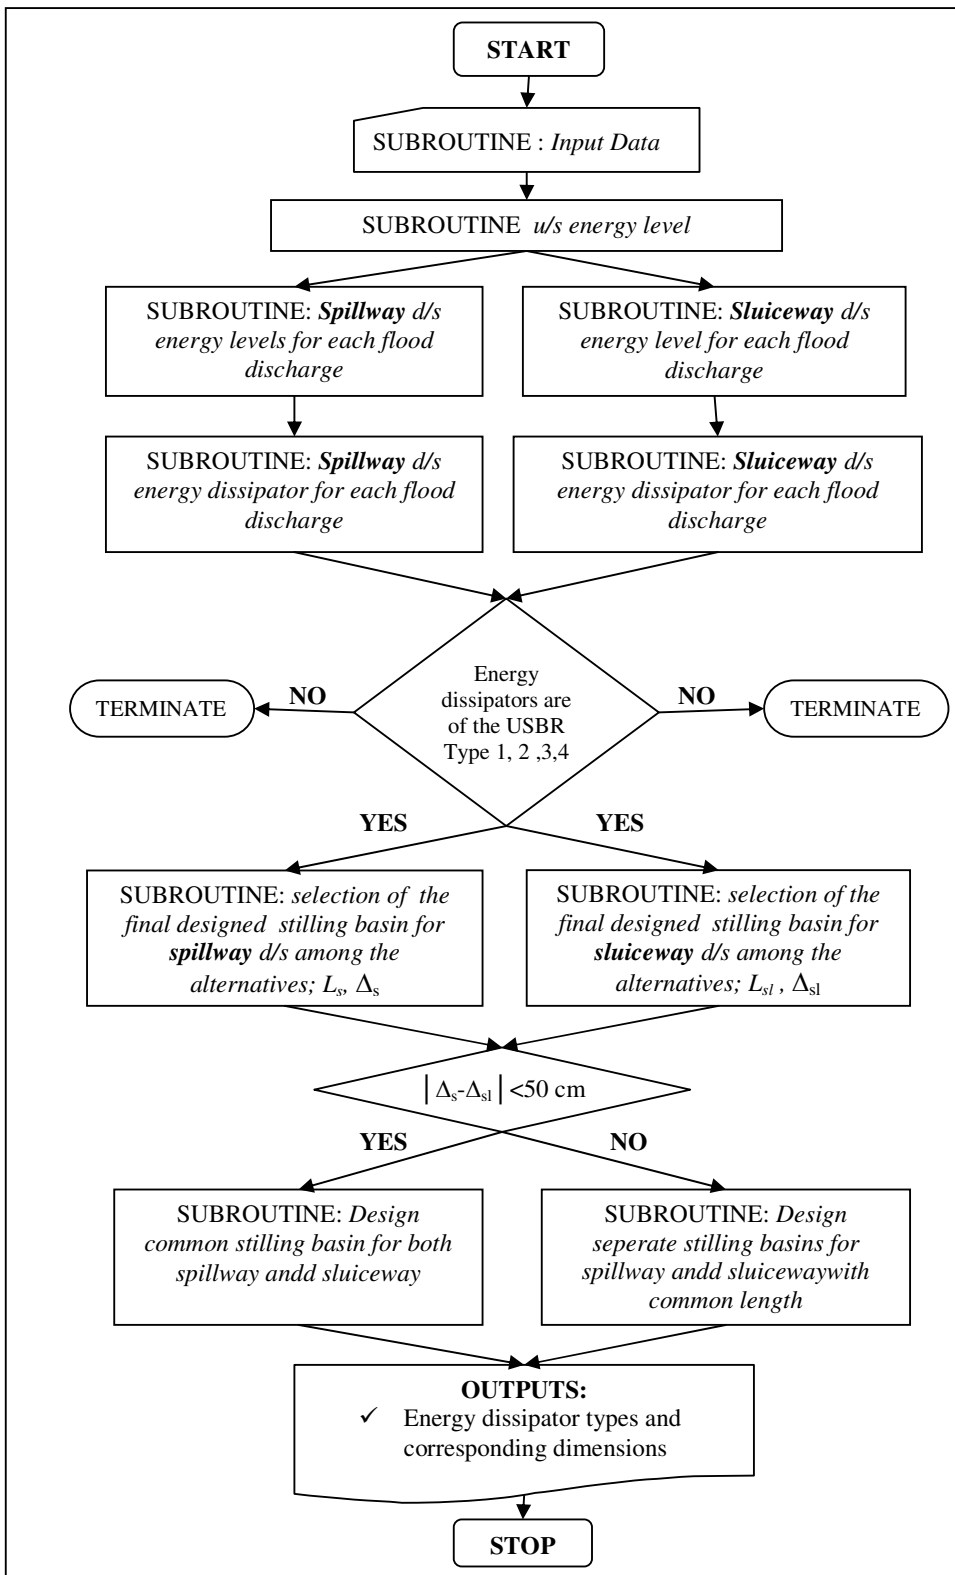 START
SUBROUTINE : Input Data
SUBROUTINE u/s energy level
SUBROUTINE: Spillway d/s
energy levels for each flood
discharge
SUBROUTINE: Sluiceway d/s
energy level for each flood
discharge
SUBROUTINE: Spillway d/s
energy dissipator for each flood
discharge
SUBROUTINE: Sluiceway d/s
energy dissipator for each flood
discharge
Energy
dissipators are
of the USBR
Type 1, 2 ,3,4
NO
TERMINATE
NO
TERMINATE
YES
YES
SUBROUTINE: selection of the
final designed stilling basin for
spillway d/s among the
alternatives; Ls, Δs
SUBROUTINE: selection of the
final designed stilling basin for
sluiceway d/s among the
alternatives; Lsl , Δsl
|Δs-Δsl| <50 cm
YES
NO
SUBROUTINE: Design
common stilling basin for both
spillway andd sluiceway
SUBROUTINE: Design
seperate stilling basins for
spillway andd sluicewaywith
common length
OUTPUTS:
✓ Energy dissipator types and
corresponding dimensions
STOP